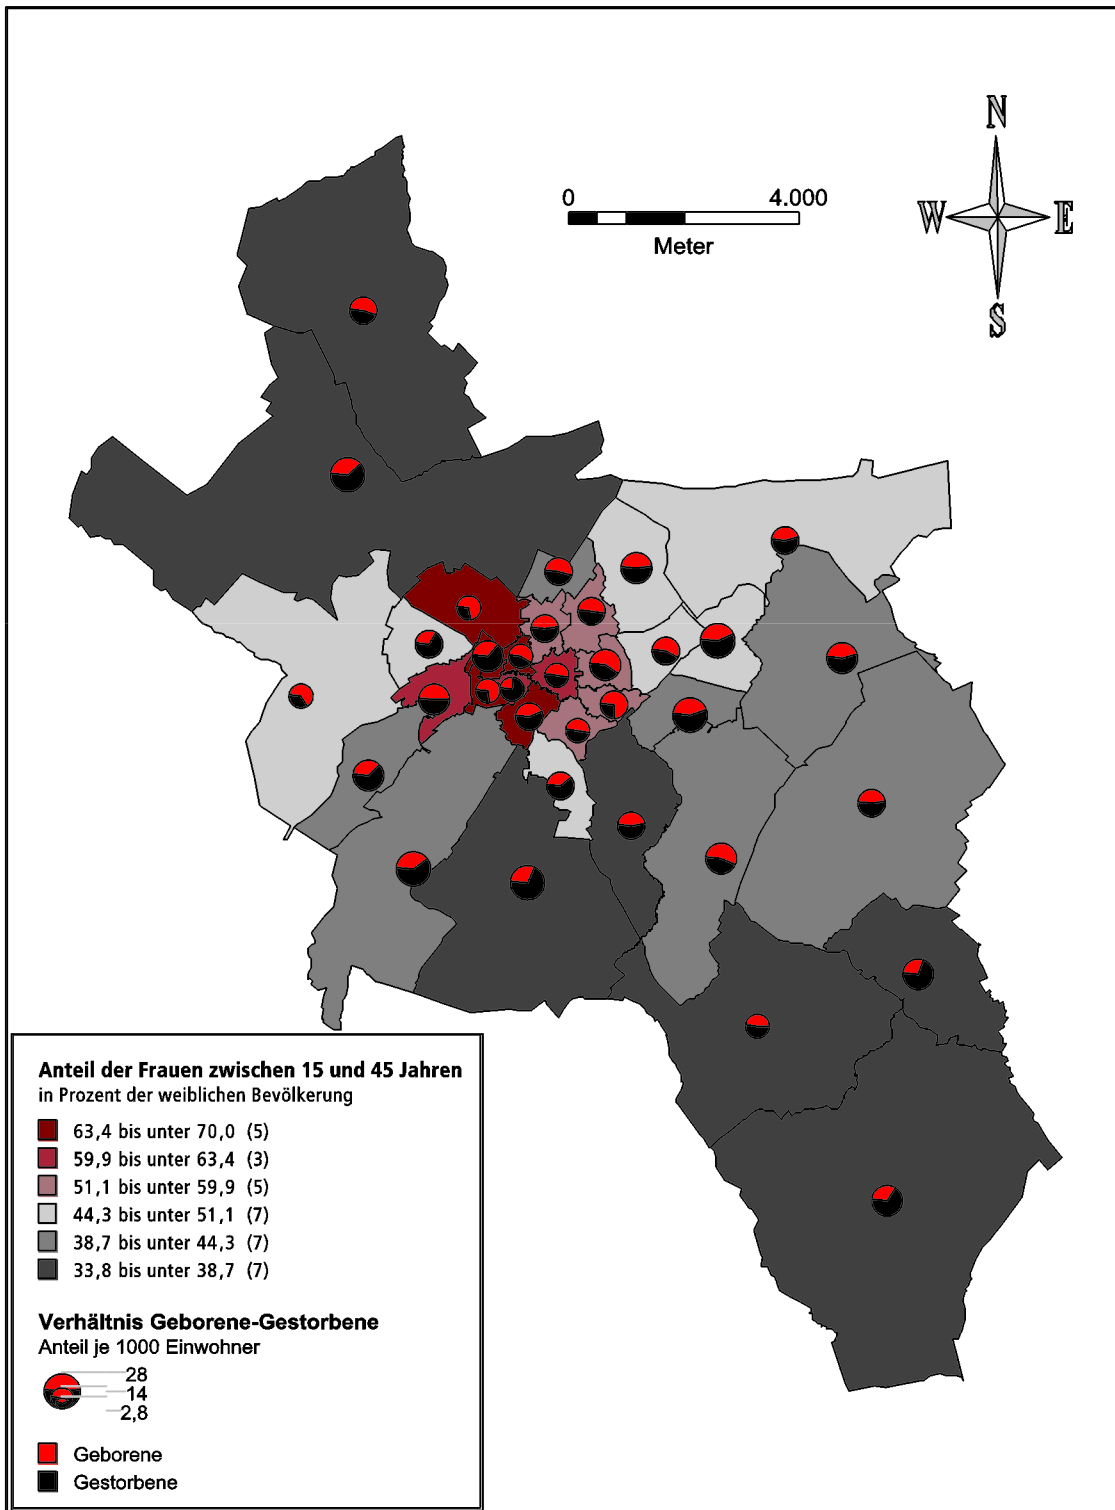 N
0 4.000
W E
Meter
S
Anteil der Frauen zwischen 15 und 45 Jahren
in Prozent der weiblichen Bevölkerung
63,4 bis unter 70,0 (5)
59,9 bis unter 63,4 (3)
51,1 bis unter 59,9 (5)
44,3 bis unter 51,1 (7)
38,7 bis unter 44,3 (7)
33,8 bis unter 38,7 (7)
Verhältnis Geborene-Gestorbene
Anteil je 1000 Einwohner
28
14
2,8
Geborene
Gestorbene